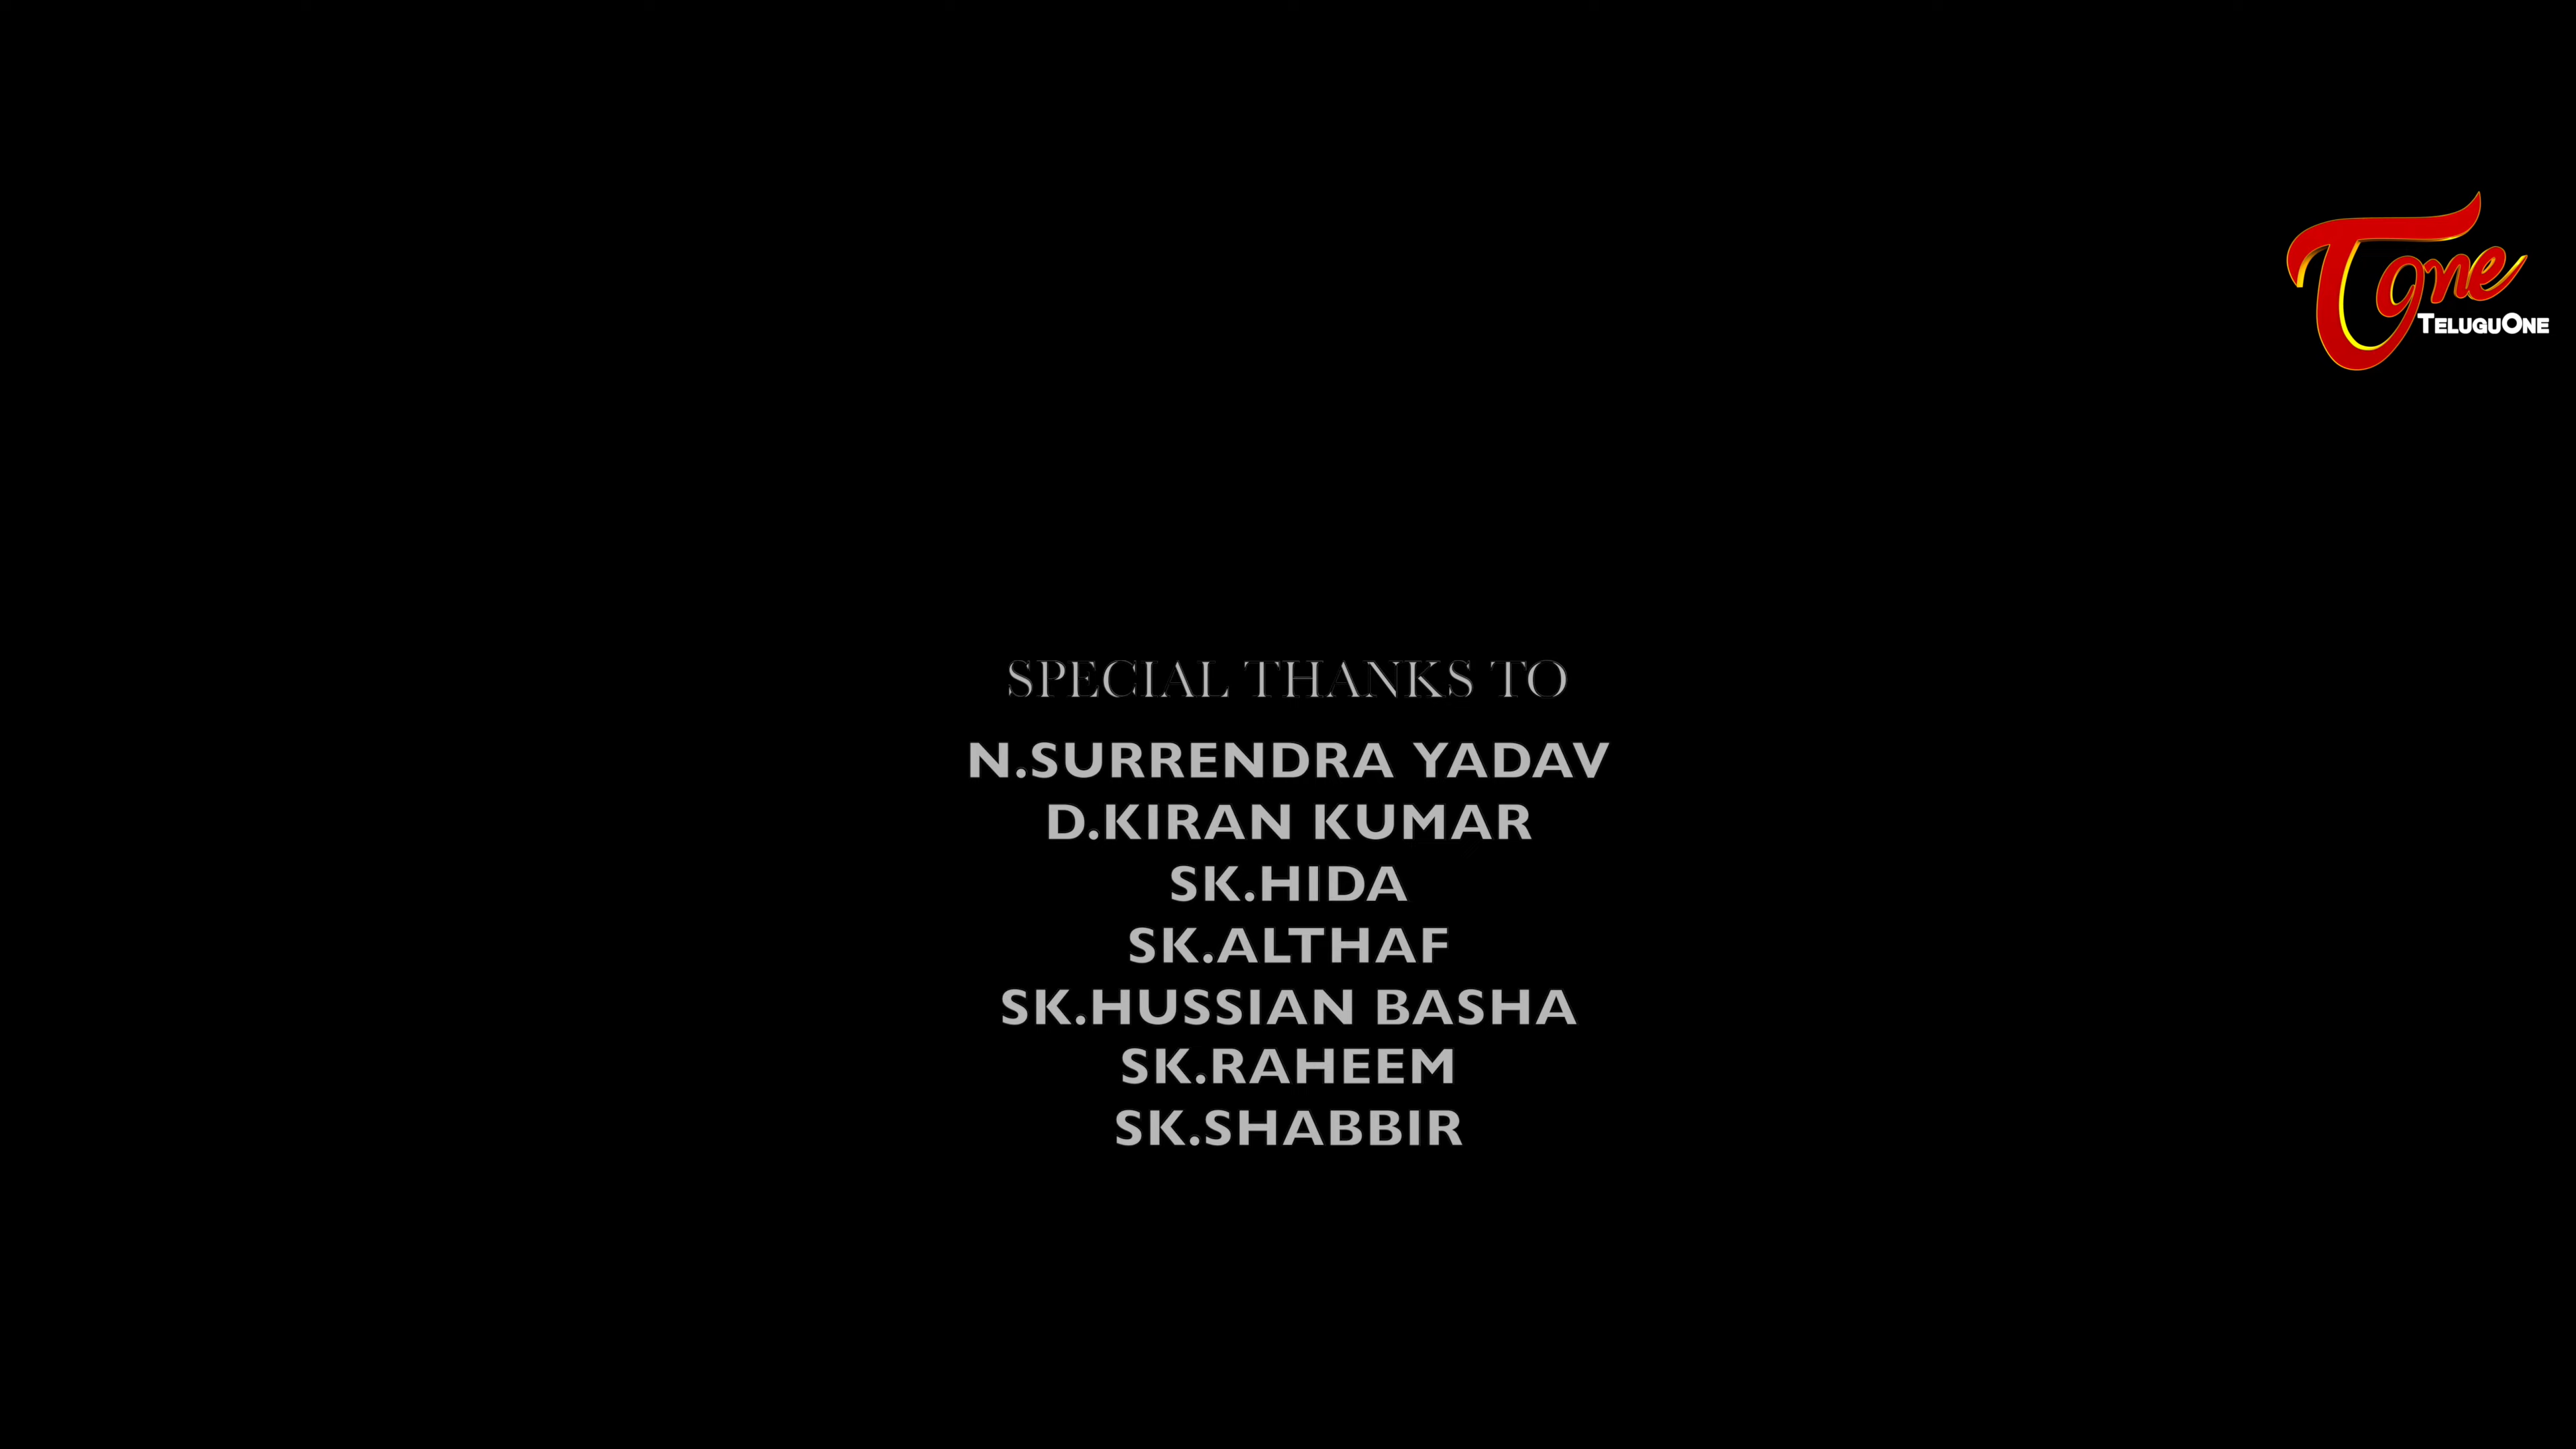 Tone
TELUGUONE
SPECIAL THANKS TO
N.SURRENDRA YADAV
D.KIRAN KUMAR
SK.HIDA
SK.ALTHAF
SK.HUSSIAN BASHA
SK.RAHEEM
SK.SHABBIR